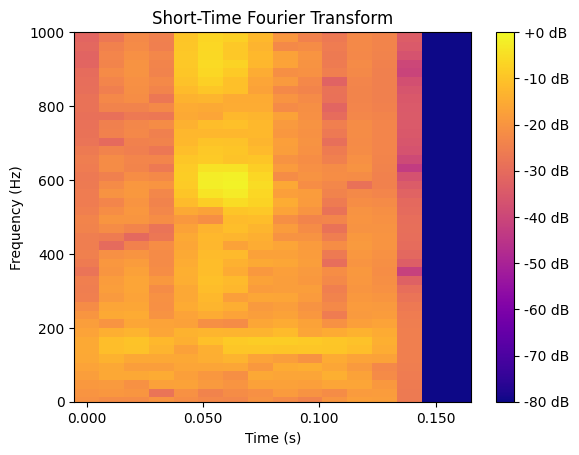 Short-Time Fourier Transform
Frequency (Hz)
1000
800
600
400
200
0
0.000
0.050
0.100
0.150
Time (s)
+0 dB
-10 dB
-20 dB
-30 dB
-40 dB
-50 dB
-60 dB
-70 dB
-80 dB